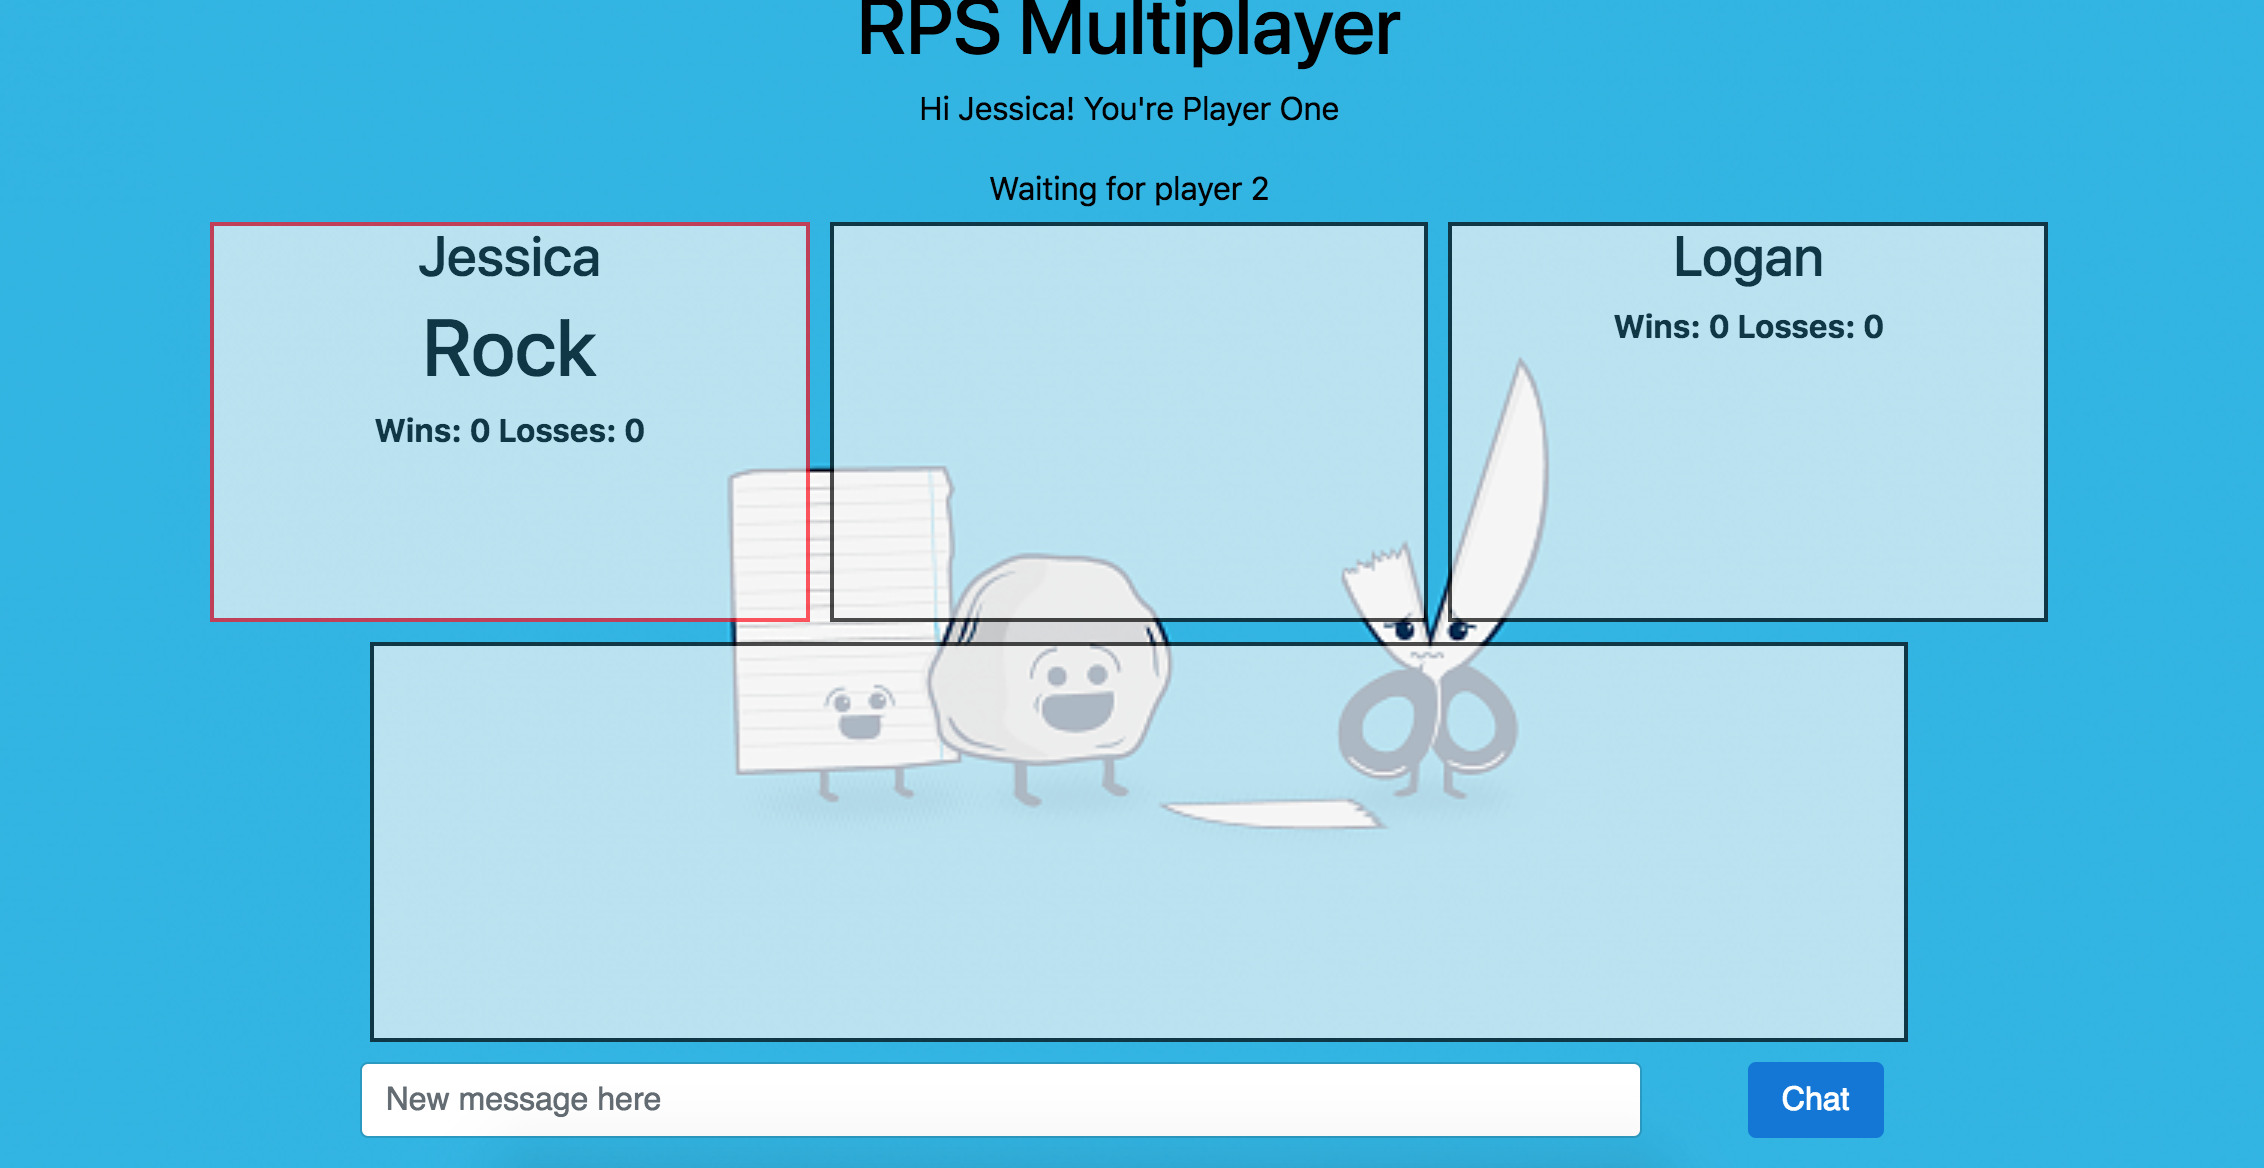 RPS Multiplayer
Hi Jessica! You're Player One
Waiting for player 2
Jessica
Rock
Wins: 0 Losses: 0
Logan
Wins: 0 Losses: 0
New message here
Chat